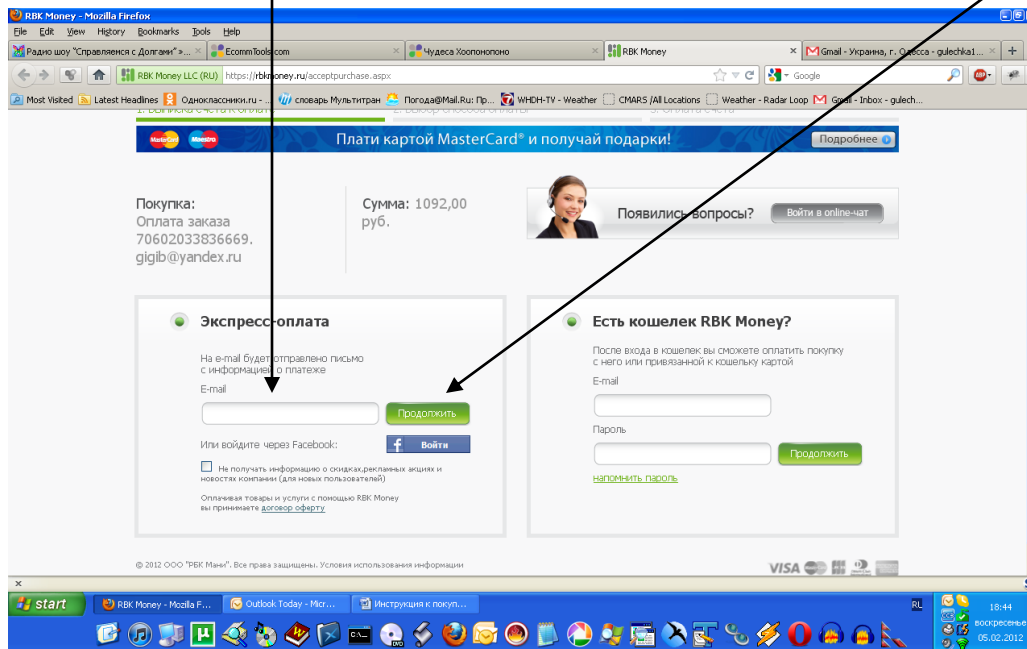 RBK Money - Mozilla Firefox
File Edit View History Bookmarks Tools Help
Радио шоу "Справляемся с Долгами" »...
EcommTools.com
Чудеса Хоопонопоно
RBK Money
Gmail - Украина, г. Одесса - gulechka1...
RBK Money LLC (RU) https://rbkmoney.ru/acceptpurchase.aspx
Google
Most Visited Latest Headlines Одноклассники.ru - ... словарь Мультитран Погода@Mail.Ru: Пр... WHDH-TV - Weather CMARS /All Locations Weather - Radar Loop Gmail - Inbox - gulech...
MasterCard Maestro Плати картой MasterCard® и получай подарки! Подробнее
Покупка:
Оплата заказа
70602033836669.
gigib@yandex.ru
Сумма: 1092,00
руб.
Появились вопросы? Войти в online-чат
Экспресс-оплата
На e-mail будет отправлено письмо
с информацией о платеже
E-mail
Продолжить
Или войдите через Facebook: f Войти
Не получать информацию о скидках,рекламных акциях и
новостях компании (для новых пользователей)
Оплачивая товары и услуги с помощью RBK Money
вы принимаете договор оферту
Есть кошелек RBK Money?
После входа в кошелек вы сможете оплатить покупку
с него или привязанной к кошельку картой
E-mail
Пароль
Продолжить
напомнить пароль
© 2012 ООО "РБК Мани". Все права защищены. Условия использования информации
VISA
start RBK Money - Mozilla F... Outlook Today - Micr... Инструкция к покуп... RU 18:44
воскресенье
05.02.2012